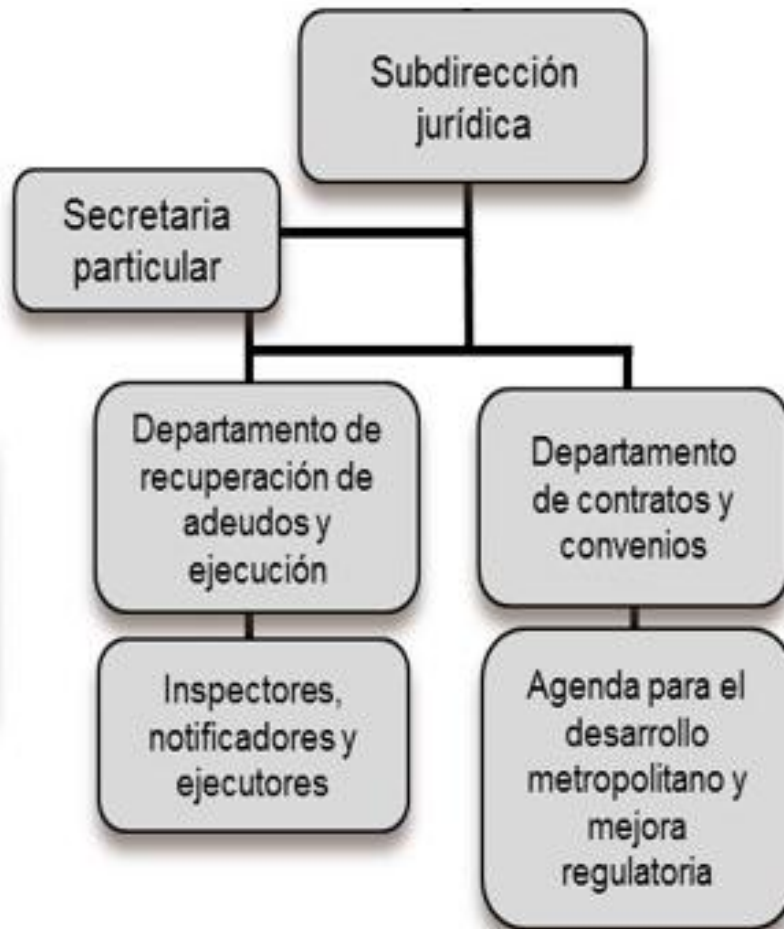 Subdirección
jurídica
Secretaria
particular
Departamento de
recuperación de
adeudos y
ejecución
Departamento
de contratos y
convenios
Inspectores,
notificadores y
ejecutores
Agenda para el
desarrollo
metropolitano y
mejora
regulatoria